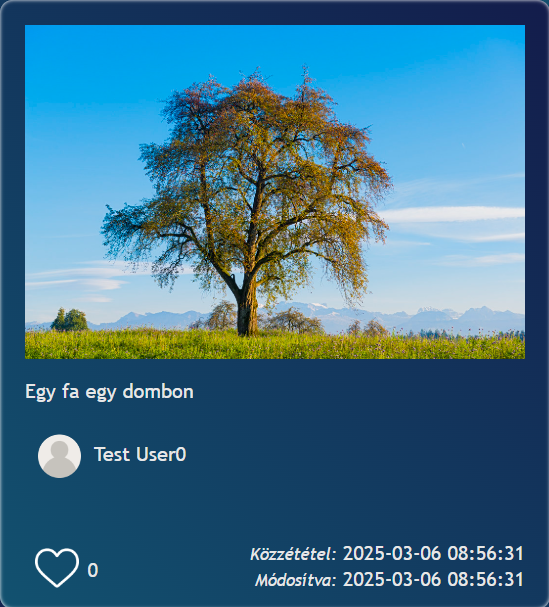 Egy fa egy dombon
Test User0
0
Közzététel: 2025-03-06 08:56:31
Módosítva: 2025-03-06 08:56:31